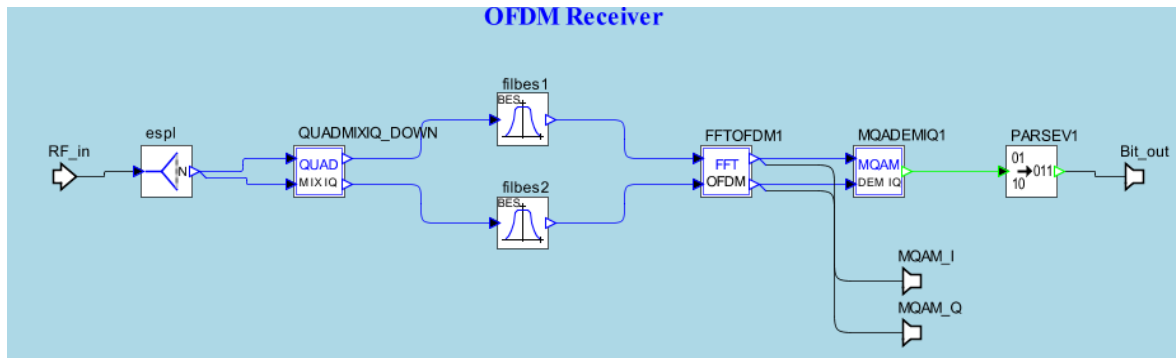 OFDM Receiver
RF_in
espl
N
QUADMIXIQ_DOWN
QUAD
MIX IQ
filbes1
BES
filbes2
BES
FFTOFDM1
FFT
OFDM
MQADEMIQ1
MQAM
DEM IQ
PARSEV1
01
10
011
Bit_out
MQAM_I
MQAM_Q